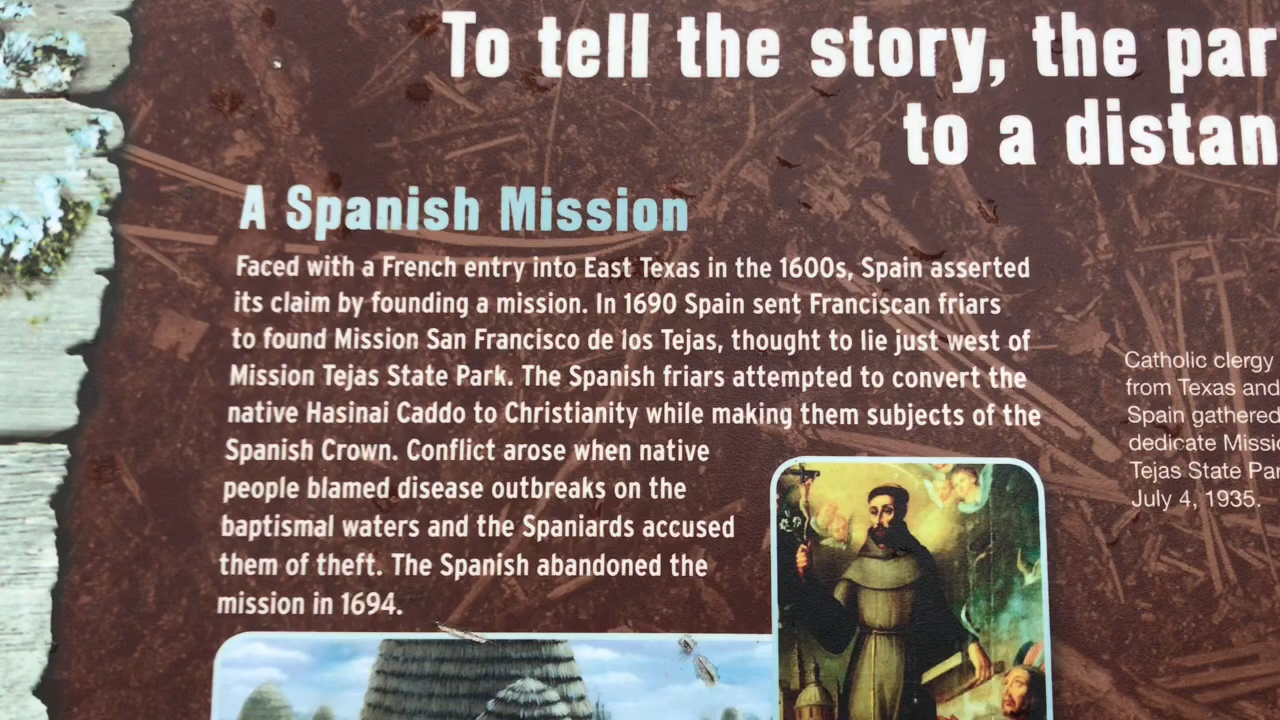 To tell the story, the par
to a distan
A Spanish Mission
Faced with a French entry into East Texas in the 1600s, Spain asserted
its claim by founding a mission. In 1690 Spain sent Franciscan friars
to found Mission San Francisco de los Tejas, thought to lie just west of
Mission Tejas State Park. The Spanish friars attempted to convert the
native Hasinai Caddo to Christianity while making them subjects of the
Spanish Crown. Conflict arose when native
people blamed disease outbreaks on the
baptismal waters and the Spaniards accused
them of theft. The Spanish abandoned the
mission in 1694.
Catholic clergy
from Texas and
Spain gathered
dedicate Missio
Tejas State Par
July 4, 1935.